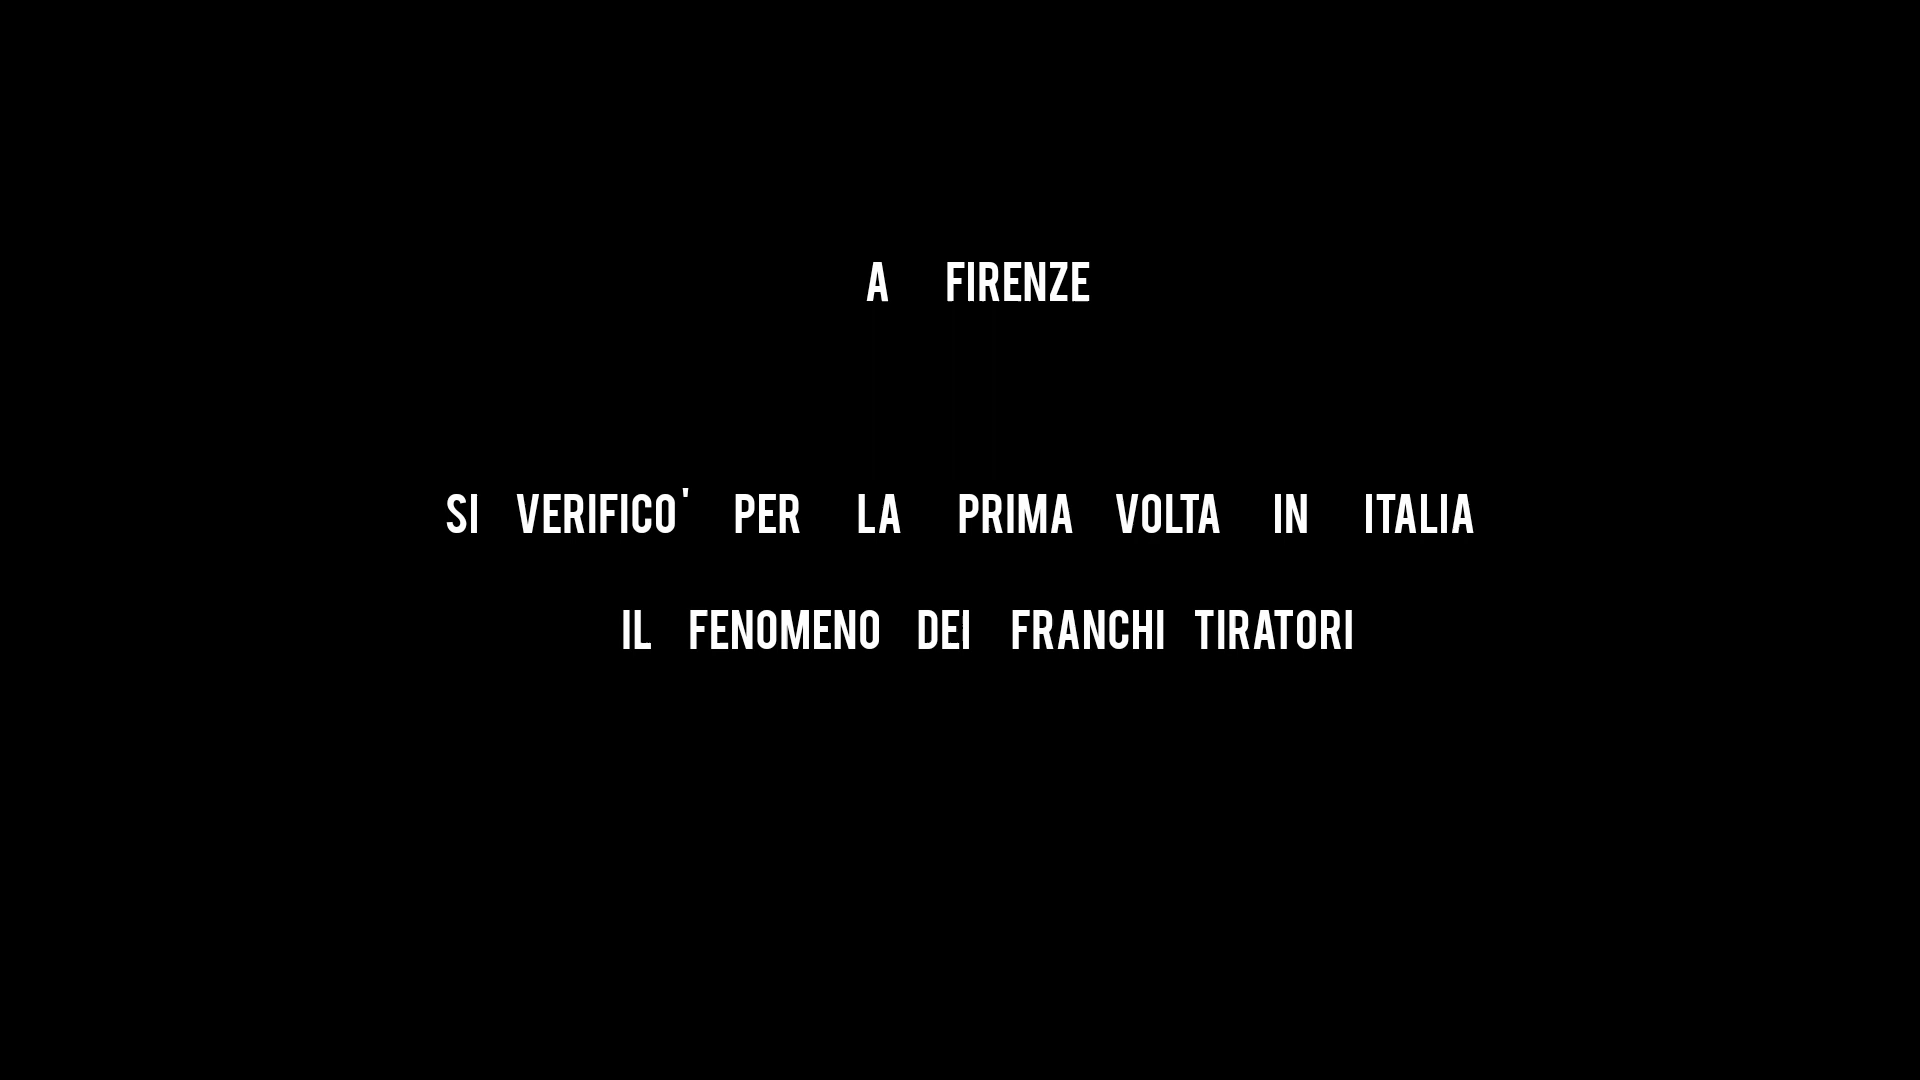 A FIRENZE
SI VERIFICO' PER LA PRIMA VOLTA IN ITALIA
IL FENOMENO DEI FRANCHI TIRATORI